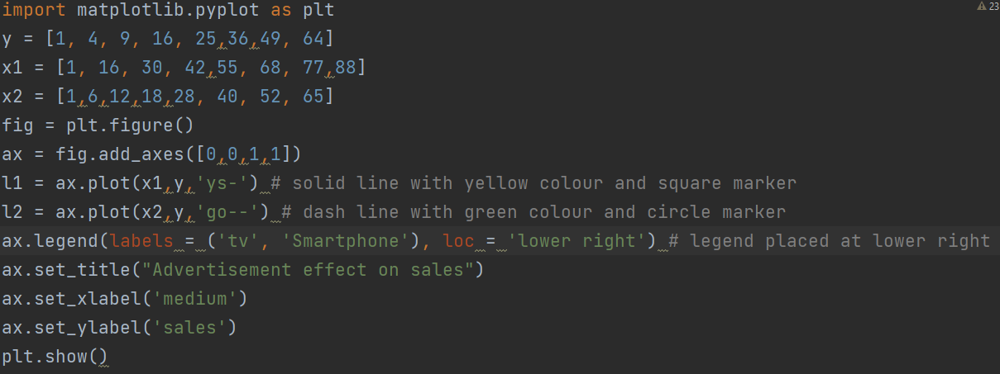 import matplotlib.pyplot as plt
23
y = [1, 4, 9, 16, 25,36,49, 64]
x1 = [1, 16, 30, 42,55, 68, 77,88]
x2 = [1,6,12,18,28, 40, 52, 65]
fig = plt.figure()
ax = fig.add_axes([0,0,1,1])
l1 = ax.plot(x1,y,'ys-') # solid line with yellow colour and square marker
l2 = ax.plot(x2,y,'go--') # dash line with green colour and circle marker
ax.legend(labels = ('tv', 'Smartphone'), loc = 'lower right') # legend placed at lower right
ax.set_title("Advertisement effect on sales")
ax.set_xlabel('medium')
ax.set_ylabel('sales')
plt.show()